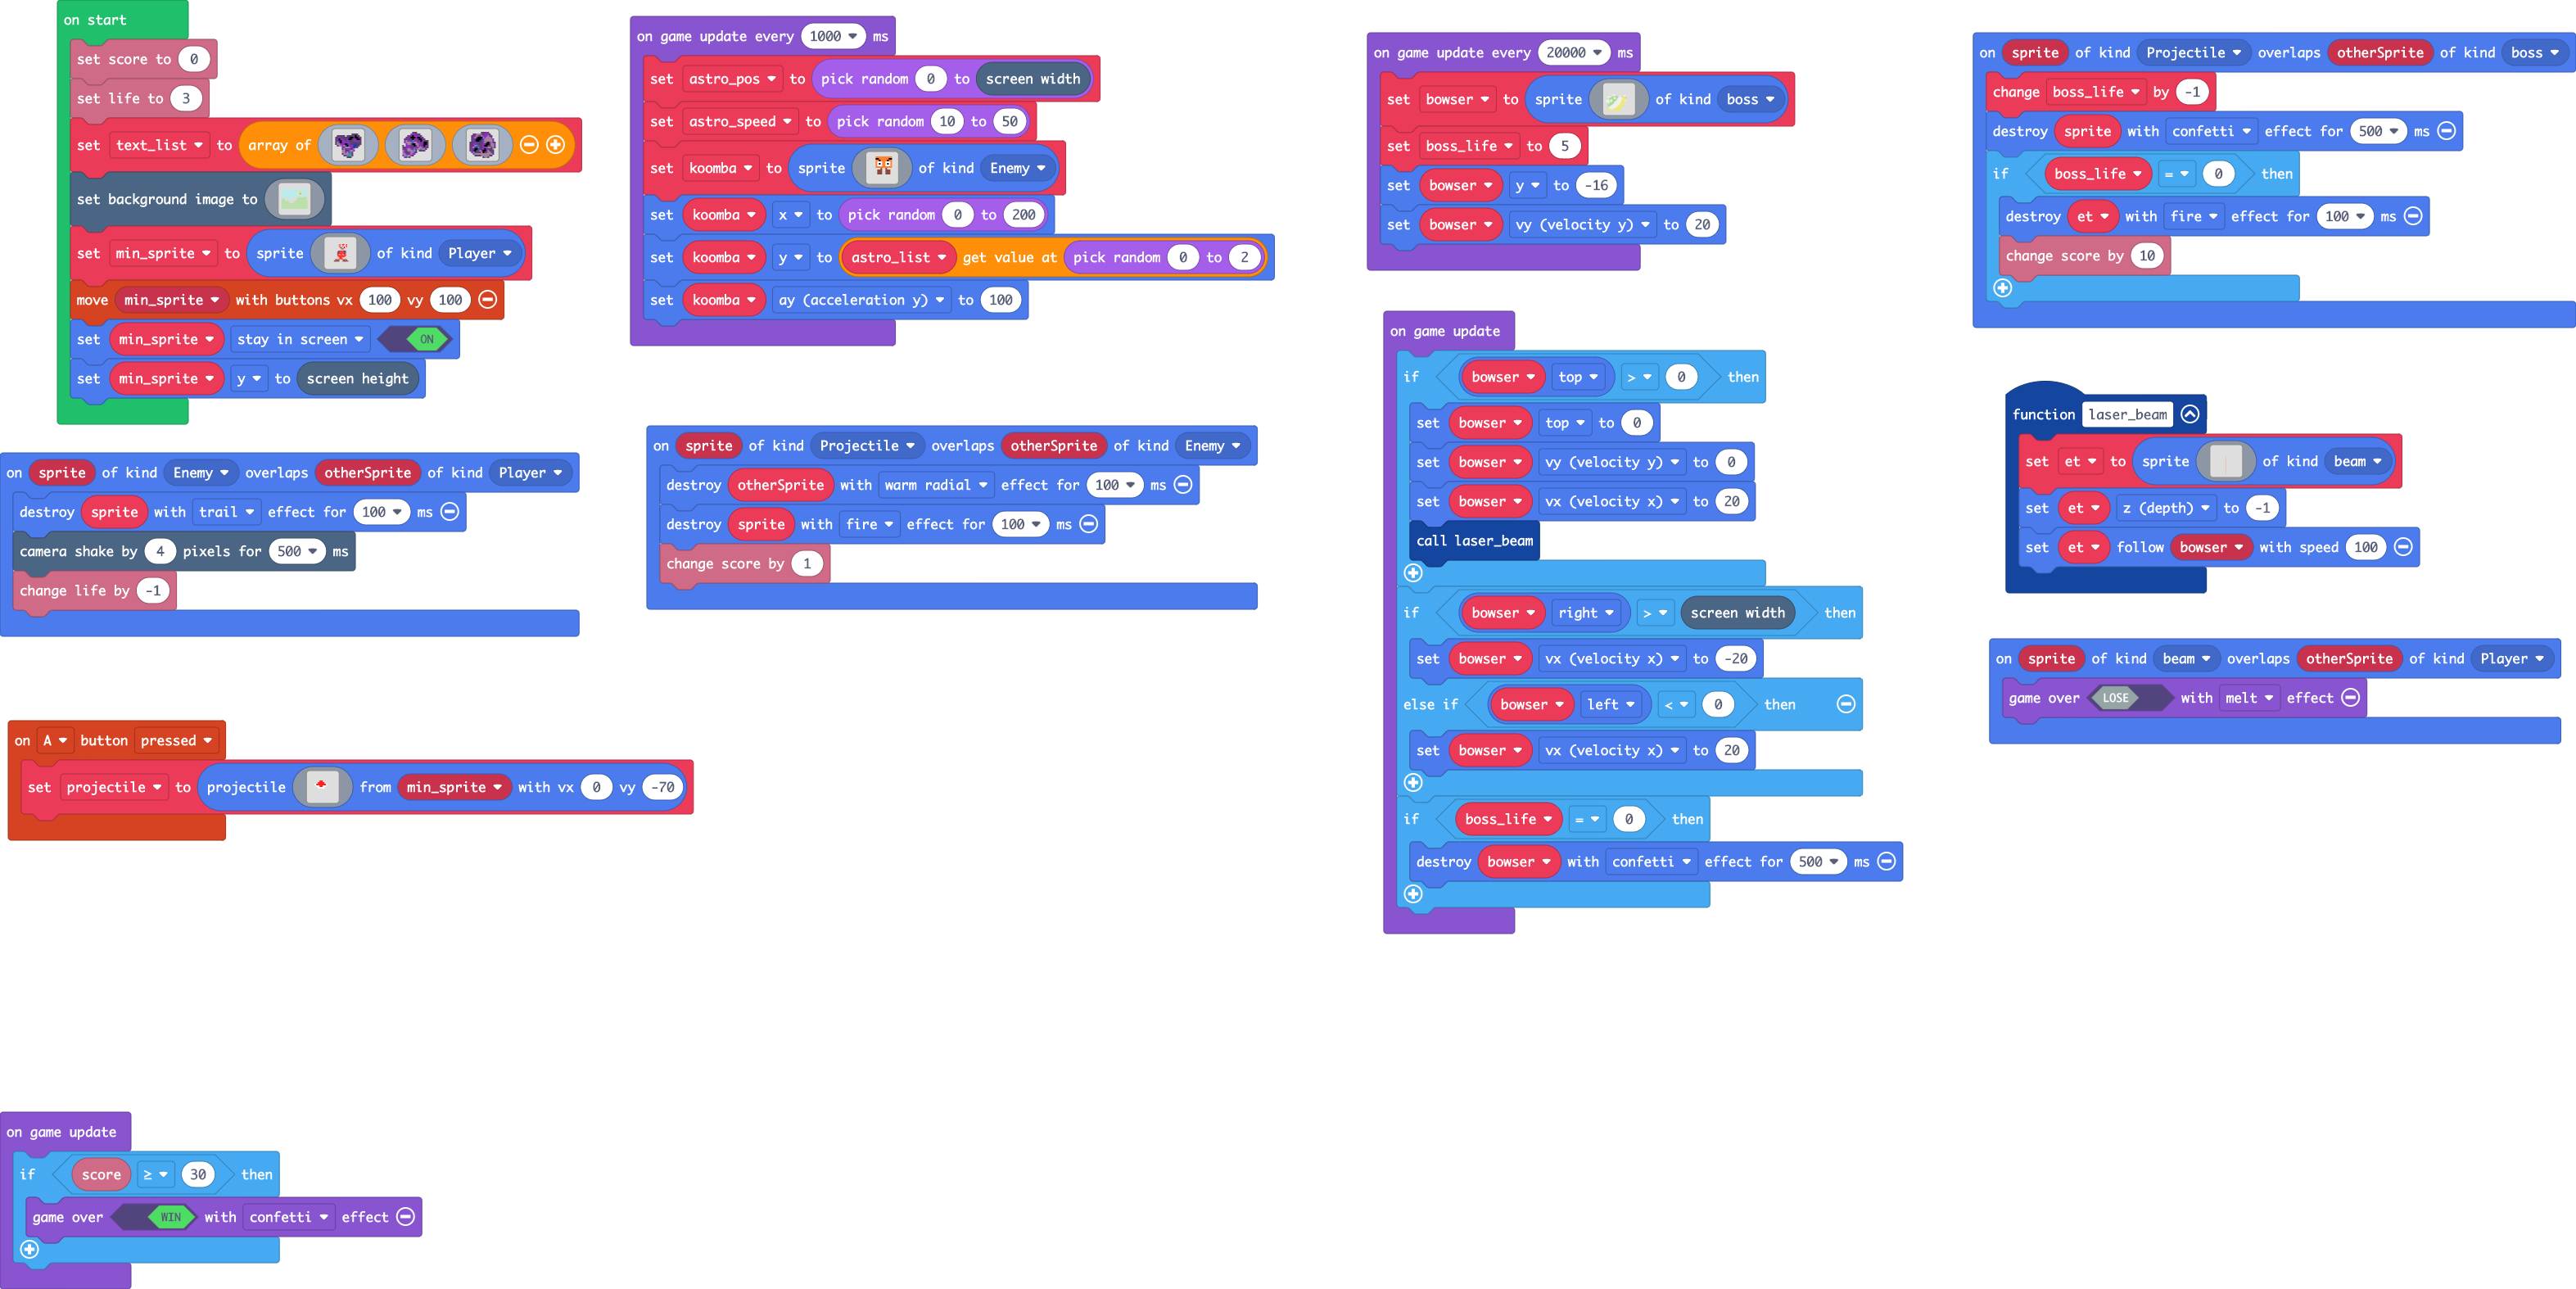 on start
set score to 0
set life to 3
set text_list to array of
set background image to
set min_sprite to sprite of kind Player
move min_sprite with buttons vx 100 vy 100
set min_sprite stay in screen ON
set min_sprite y to screen height
on sprite of kind Enemy overlaps otherSprite of kind Player
destroy sprite with trail effect for 100 ms
camera shake by 4 pixels for 500 ms
change life by -1
on A button pressed
set projectile to projectile from min_sprite with vx 0 vy -70
on game update
if score ≥ 30 then
game over WIN with confetti effect
on game update every 1000 ms
set astro_pos to pick random 0 to screen width
set astro_speed to pick random 10 to 50
set koomba to sprite of kind Enemy
set koomba x to pick random 0 to 200
set koomba y to astro_list get value at pick random 0 to 2
set koomba ay (acceleration y) to 100
on sprite of kind Projectile overlaps otherSprite of kind Enemy
destroy otherSprite with warm radial effect for 100 ms
destroy sprite with fire effect for 100 ms
change score by 1
on game update every 20000 ms
set bowser to sprite of kind boss
set boss_life to 5
set bowser y to -16
set bowser vy (velocity y) to 20
on game update
if bowser top > 0 then
set bowser top to 0
set bowser vy (velocity y) to 0
set bowser vx (velocity x) to 20
call laser_beam
if bowser right > screen width then
set bowser vx (velocity x) to -20
else if bowser left < 0 then
set bowser vx (velocity x) to 20
if boss_life = 0 then
destroy bowser with confetti effect for 500 ms
on sprite of kind Projectile overlaps otherSprite of kind boss
change boss_life by -1
destroy sprite with confetti effect for 500 ms
if boss_life = 0 then
destroy et with fire effect for 100 ms
change score by 10
function laser_beam
set et to sprite of kind beam
set et z (depth) to -1
set et follow bowser with speed 100
on sprite of kind beam overlaps otherSprite of kind Player
game over LOSE with melt effect